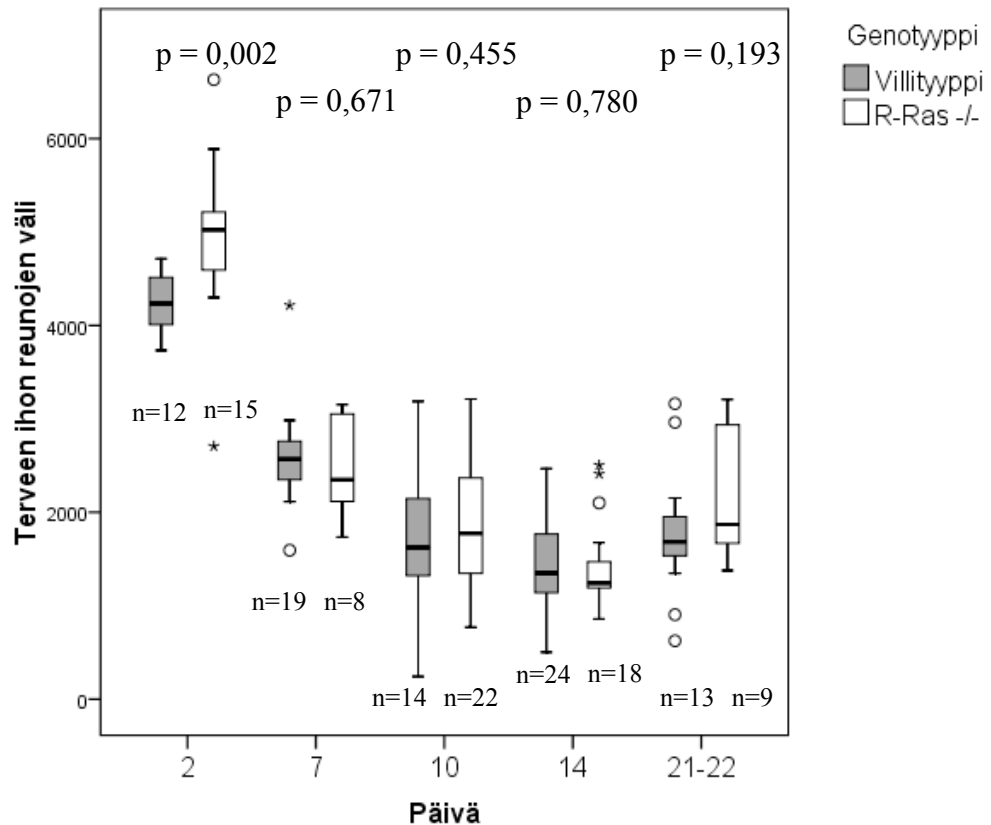 p = 0,002
p = 0,455
p = 0,193
p = 0,671
p = 0,780
Genotyyppi
Villityyppi
R-Ras -/-
Terveen ihon reunojen väli
6000
4000
2000
0
n=12
n=15
n=19
n=8
n=14
n=22
n=24
n=18
n=13
n=9
2
7
10
14
21-22
Päivä